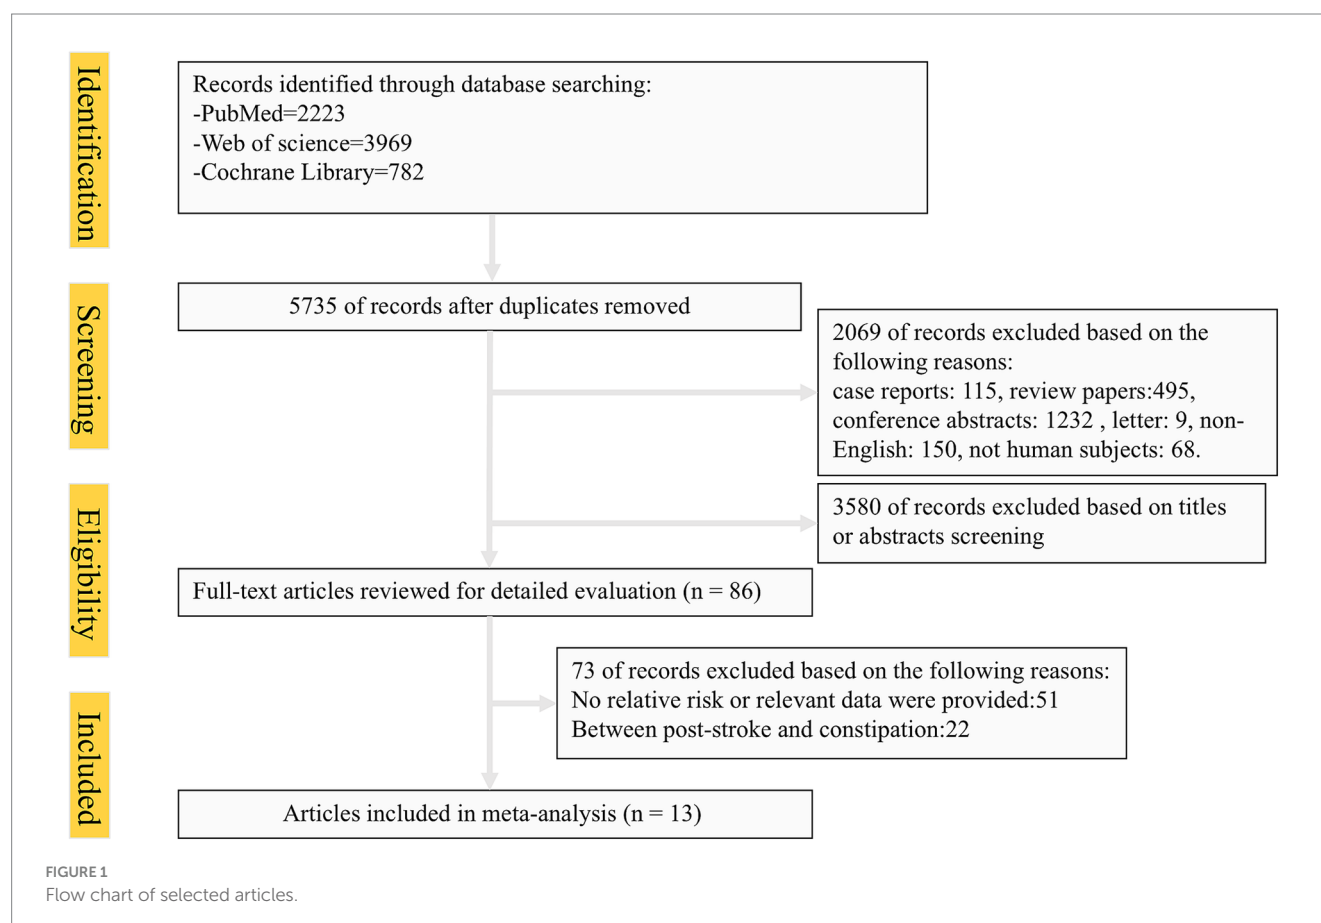 Identification
Records identified through database searching:
-PubMed=2223
-Web of science=3969
-Cochrane Library=782
Screening
5735 of records after duplicates removed
2069 of records excluded based on the
following reasons:
case reports: 115, review papers:495,
conference abstracts: 1232 , letter: 9, non-
English: 150, not human subjects: 68.
Eligibility
3580 of records excluded based on titles
or abstracts screening
Full-text articles reviewed for detailed evaluation (n = 86)
73 of records excluded based on the following reasons:
No relative risk or relevant data were provided:51
Between post-stroke and constipation:22
Included
Articles included in meta-analysis (n = 13)
FIGURE 1
Flow chart of selected articles.